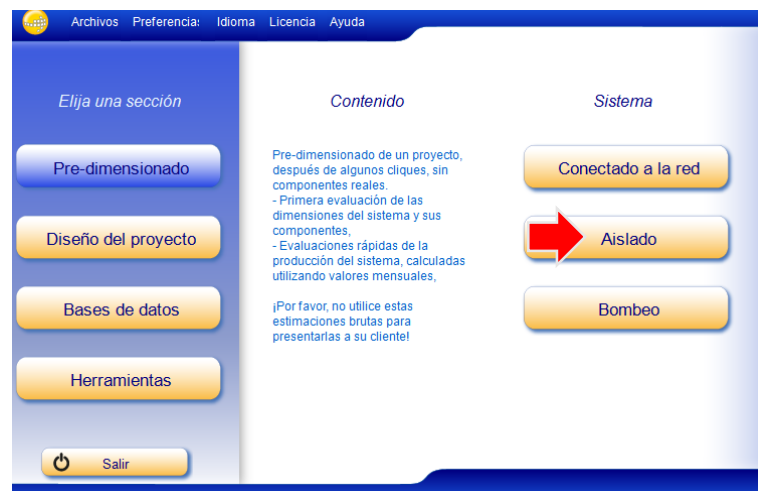 Archivos Preferencia: Idioma Licencia Ayuda
Elija una sección
Pre-dimensionado
Diseño del proyecto
Bases de datos
Herramientas
Salir
Contenido
Pre-dimensionado de un proyecto,
después de algunos cliques, sin
componentes reales.
- Primera evaluación de las
dimensiones del sistema y sus
componentes,
- Evaluaciones rápidas de la
producción del sistema, calculadas
utilizando valores mensuales,
¡Por favor, no utilice estas
estimaciones brutas para
presentarlas a su cliente!
Sistema
Conectado a la red
Aislado
Bombeo